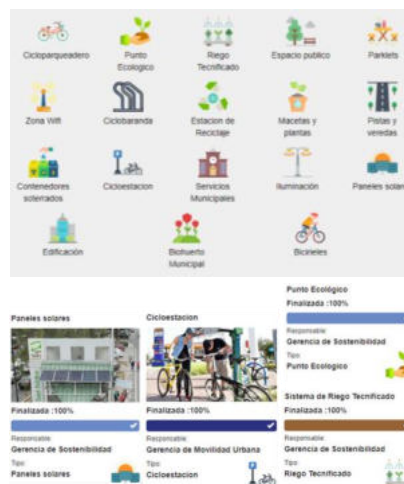 Cicloparqueadero
Punto
Ecologico
Riego
Tecnificado
Espacio publico
Parklets
Zona Wifi
Ciclobaranda
Estacion de
Reciclaje
Macetas y
plantas
Pistas y
veredas
Contenedores
soterrados
Cicloestacion
Servicios
Municipales
Iluminación
Paneles solares
Edificación
Biohuerto
Municipal
Bicirieles
Paneles solares
Finalizada :100%
Responsable:
Gerencia de Sostenibilidad
Tipo:
Paneles solares
Cicloestacion
Finalizada :100%
Responsable:
Gerencia de Movilidad Urbana
Tipo:
Cicloestacion
Punto Ecológico
Finalizada :100%
Responsable:
Gerencia de Sostenibilidad
Tipo:
Punto Ecologico
Sistema de Riego Tecnificado
Finalizada :100%
Responsable:
Gerencia de Sostenibilidad
Tipo:
Riego Tecnificado